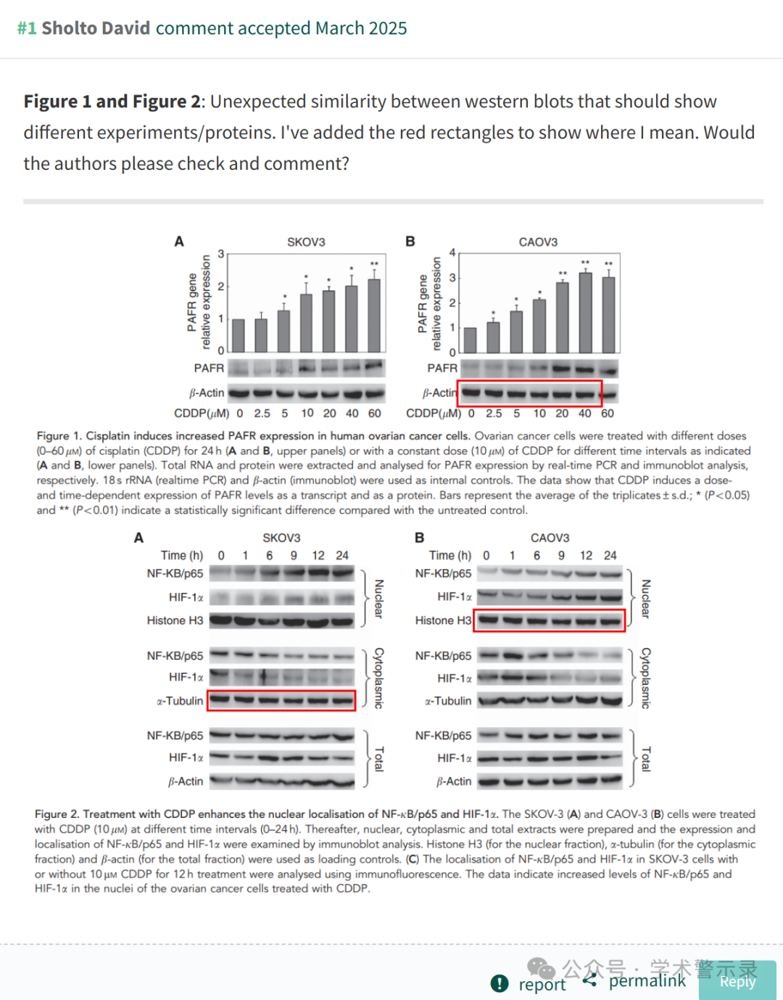 #1 Sholto David comment accepted March 2025
Figure 1 and Figure 2: Unexpected similarity between western blots that should show
different experiments/proteins. I've added the red rectangles to show where I mean. Would
the authors please check and comment?
A SKOV3
PAFR gene
relative expression
3
2
1
0
* * * * **
PAFR
β-Actin
CDDP(μM) 0 2.5 5 10 20 40 60
B CAOV3
PAFR gene
relative expression
4
3
2
1
0
* * * ** ** **
PAFR
β-Actin
CDDP(μM) 0 2.5 5 10 20 40 60
Figure 1. Cisplatin induces increased PAFR expression in human ovarian cancer cells. Ovarian cancer cells were treated with different doses
(0–60 μM) of cisplatin (CDDP) for 24 h (A and B, upper panels) or with a constant dose (10 μM) of CDDP for different time intervals as indicated
(A and B, lower panels). Total RNA and protein were extracted and analysed for PAFR expression by real-time PCR and immunoblot analysis,
respectively. 18 s rRNA (realtime PCR) and β-actin (immunoblot) were used as internal controls. The data show that CDDP induces a dose-
and time-dependent expression of PAFR levels as a transcript and as a protein. Bars represent the average of the triplicates ± s.d.; * (P<0.05)
and ** (P<0.01) indicate a statistically significant difference compared with the untreated control.
A SKOV3
Time (h) 0 1 6 9 12 24
NF-KB/p65
HIF-1α
Histone H3
Nuclear
NF-KB/p65
HIF-1α
α-Tubulin
Cytoplasmic
NF-KB/p65
HIF-1α
β-Actin
Total
B CAOV3
Time (h) 0 1 6 9 12 24
NF-KB/p65
HIF-1α
Histone H3
Nuclear
NF-KB/p65
HIF-1α
α-Tubulin
Cytoplasmic
NF-KB/p65
HIF-1α
β-Actin
Total
Figure 2. Treatment with CDDP enhances the nuclear localisation of NF-κB/p65 and HIF-1α. The SKOV-3 (A) and CAOV-3 (B) cells were treated
with CDDP (10 μM) at different time intervals (0–24 h). Thereafter, nuclear, cytoplasmic and total extracts were prepared and the expression and
localisation of NF-κB/p65 and HIF-1α were examined by immunoblot analysis. Histone H3 (for the nuclear fraction), α-tubulin (for the cytoplasmic
fraction) and β-actin (for the total fraction) were used as loading controls. (C) The localisation of NF-κB/p65 and HIF-1α in SKOV-3 cells with
or without 10 μM CDDP for 12 h treatment were analysed using immunofluorescence. The data indicate increased levels of NF-κB/p65 and
HIF-1α in the nuclei of the ovarian cancer cells treated with CDDP.
公众号 · 学术警示录
report permalink Reply